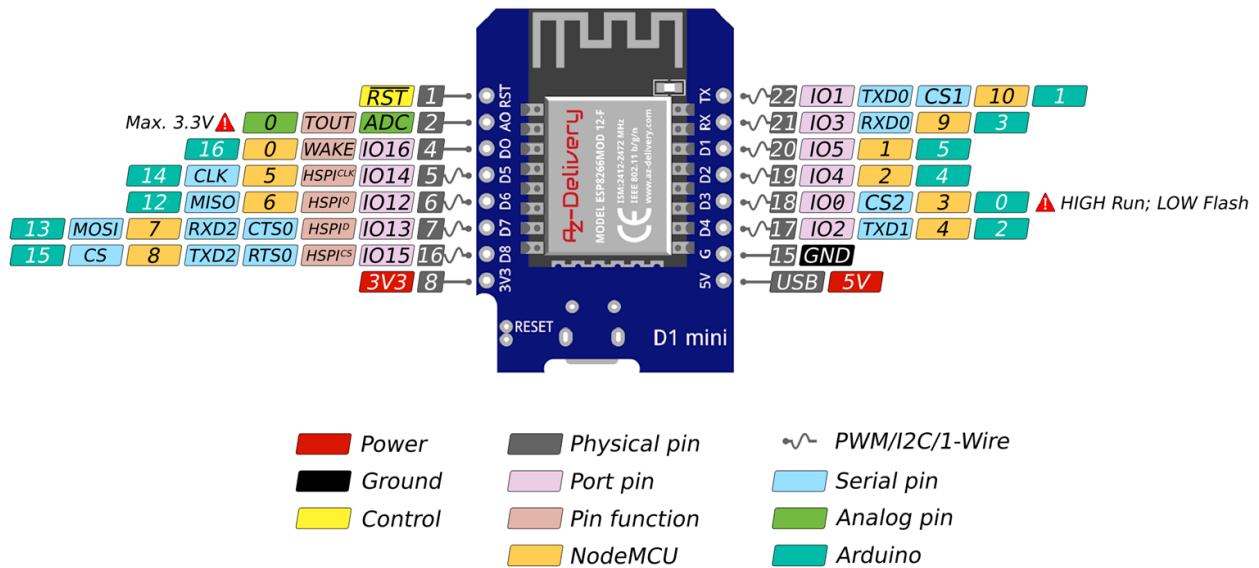 RST 1 RST TX 22 IO1 TXD0 CS1 10 1
Max. 3.3V 0 TOUT ADC 2 AO RX 21 IO3 RXD0 9 3
16 0 WAKE IO16 4 DO D1 20 IO5 1 5
14 CLK 5 HSPICLK IO14 5 D5 D2 19 IO4 2 4
12 MISO 6 HSPIQ IO12 6 D6 D3 18 IO0 CS2 3 0 HIGH Run; LOW Flash
13 MOSI 7 RXD2 CTS0 HSPID IO13 7 D7 D4 17 IO2 TXD1 4 2
15 CS 8 TXD2 RTS0 HSPICS IO15 16 D8 G 15 GND
3V3 8 3V3 5V USB 5V
Az-Delivery
MODEL ESP8266MOD 12-F
ISM:2412-2472 MHz
IEEE 802.11 b/g/n
www.az-delivery.com
CE
RESET
D1 mini
Power Physical pin PWM/I2C/1-Wire
Ground Port pin Serial pin
Control Pin function Analog pin
NodeMCU Arduino